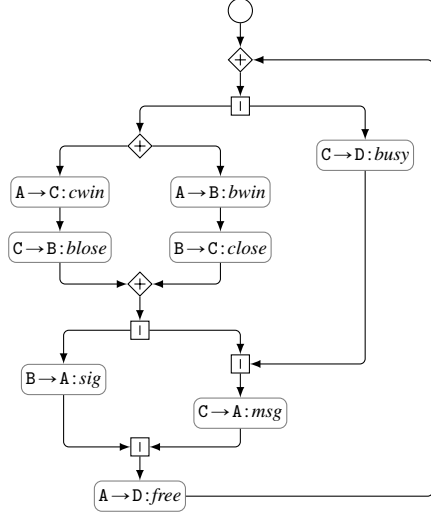 +
|
+
C→D:busy
A→C:cwin
A→B:bwin
C→B:blose
B→C:close
+
|
|
B→A:sig
C→A:msg
|
A→D:free